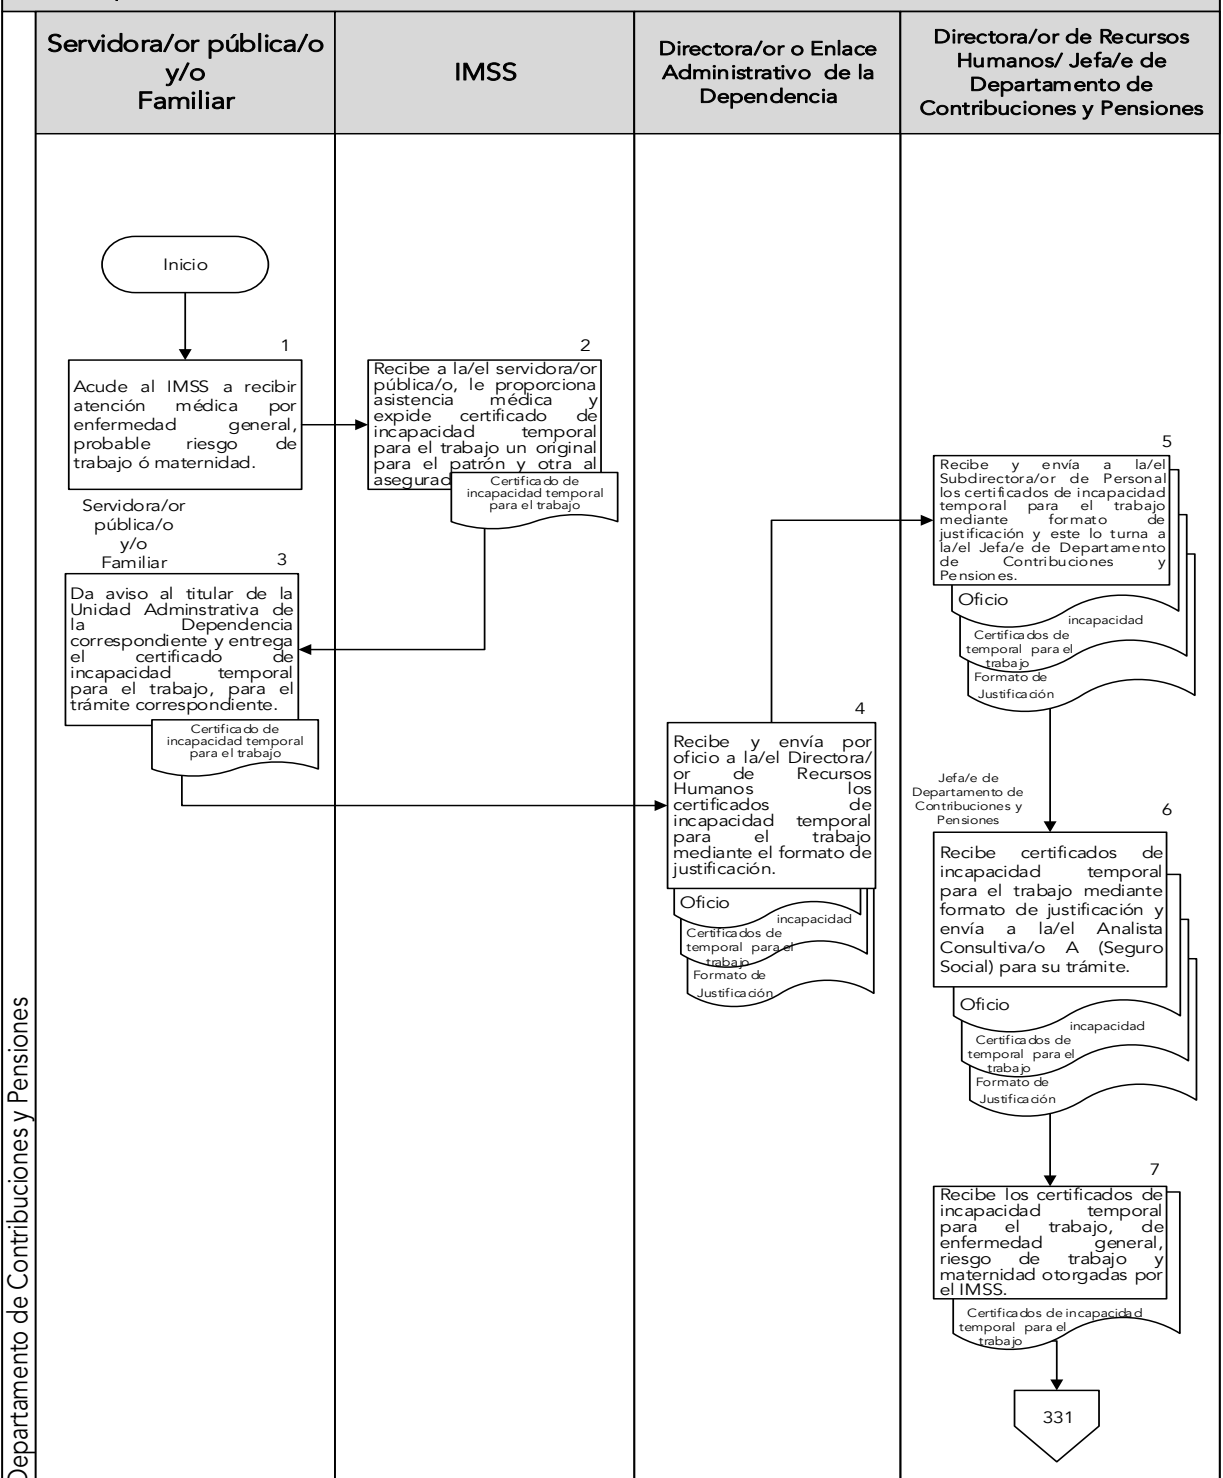 Servidora/or pública/o
y/o
Familiar
IMSS
Directora/or o Enlace
Administrativo de la
Dependencia
Directora/or de Recursos
Humanos/ Jefa/e de
Departamento de
Contribuciones y Pensiones
Departamento de Contribuciones y Pensiones
Inicio
1
Acude al IMSS a recibir
atención médica por
enfermedad general,
probable riesgo de
trabajo ó maternidad.
2
Recibe a la/el servidora/or
pública/o, le proporciona
asistencia médica y
expide certificado de
incapacidad temporal
para el trabajo un original
para el patrón y otra al
asegurad
Certificado de
incapacidad temporal
para el trabajo
Servidora/or
pública/o
y/o
Familiar
3
Da aviso al titular de la
Unidad Adminstrativa de
la Dependencia
correspondiente y entrega
el certificado de
incapacidad temporal
para el trabajo, para el
trámite correspondiente.
Certificado de
incapacidad temporal
para el trabajo
4
Recibe y envía por
oficio a la/el Directora/
or de Recursos
Humanos los
certificados de
incapacidad temporal
para el trabajo
mediante el formato de
justificación.
Oficio
incapacidad
Certificados de
temporal para el
trabajo
Formato de
Justificación
5
Recibe y envía a la/el
Subdirectora/or de Personal
los certificados de incapacidad
temporal para el trabajo
mediante formato de
justificación y este lo turna a
la/el Jefa/e de Departamento
de Contribuciones y
Pensiones.
Oficio
incapacidad
Certificados de
temporal para el
trabajo
Formato de
Justificación
Jefa/e de
Departamento de
Contribuciones y
Pensiones
6
Recibe certificados de
incapacidad temporal
para el trabajo mediante
formato de justificación y
envía a la/el Analista
Consultiva/o A (Seguro
Social) para su trámite.
Oficio
incapacidad
Certificados de
temporal para el
trabajo
Formato de
Justificación
7
Recibe los certificados de
incapacidad temporal
para el trabajo, de
enfermedad general,
riesgo de trabajo y
maternidad otorgadas por
el IMSS.
Certificados de incapacidad
temporal para el
trabajo
331